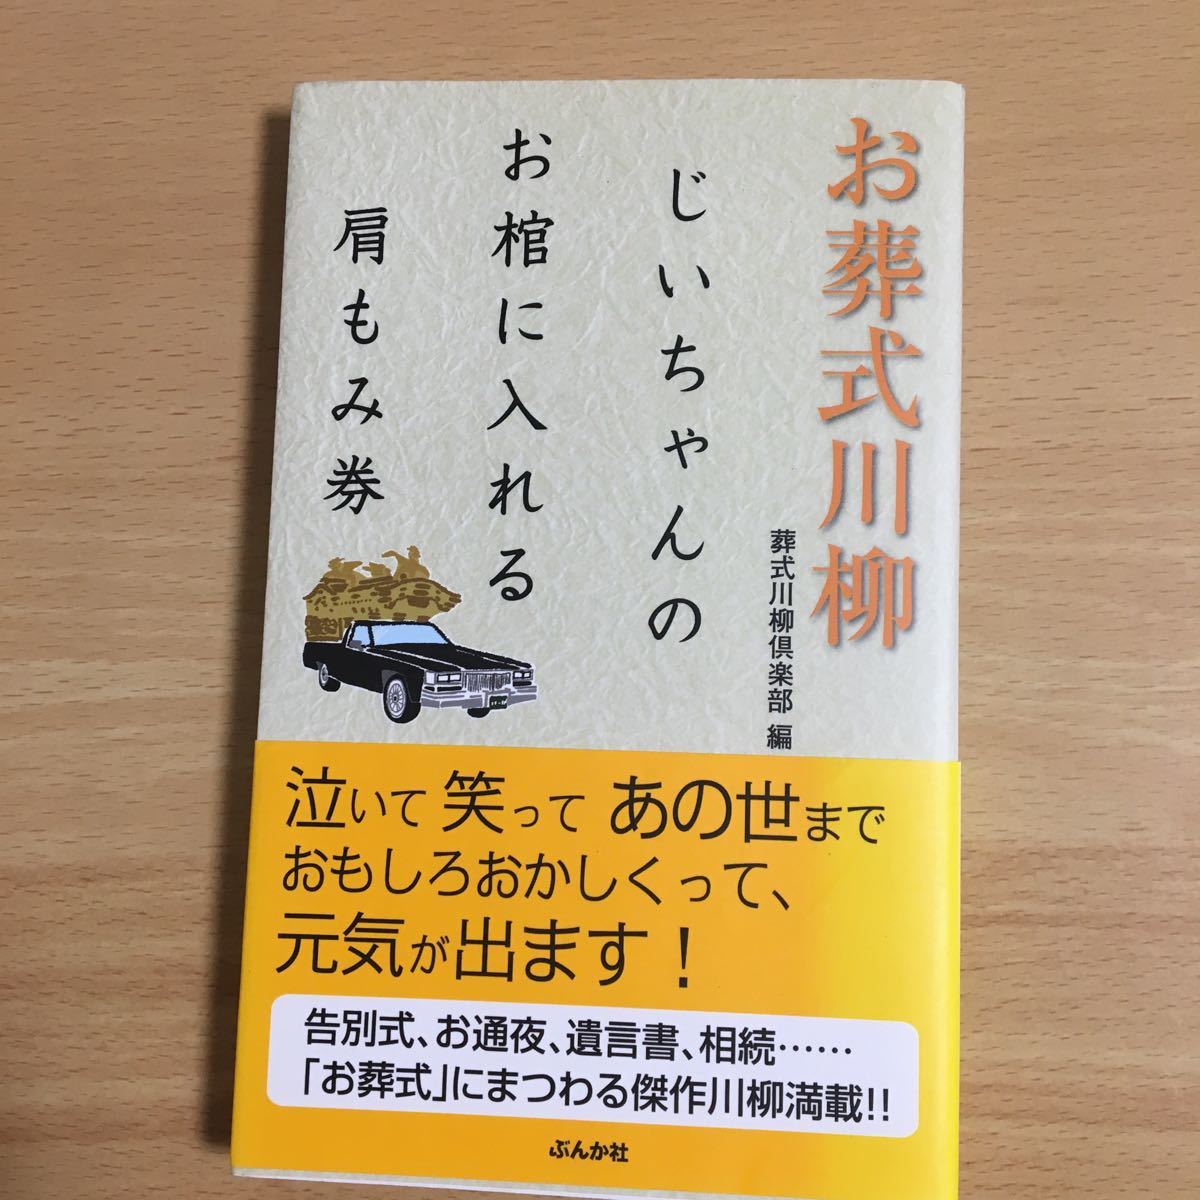 お葬式川柳
葬式川柳倶楽部 編
じいちゃんの
お棺に入れる
肩もみ券
泣いて笑ってあの世まで
おもしろおかしくって、
元気が出ます！
告別式、お通夜、遺言書、相続……
「お葬式」にまつわる傑作川柳満載!!
ぶんか社